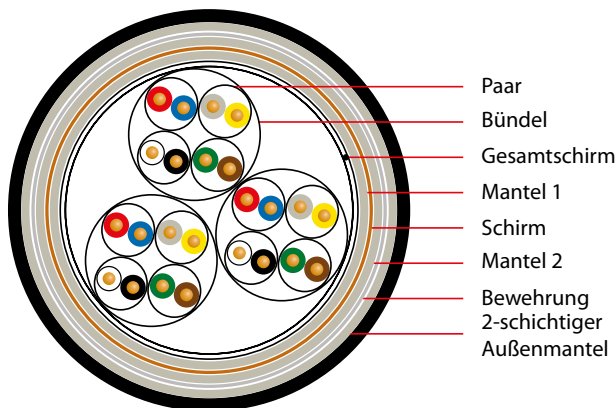 Paar
Bündel
Gesamtschirm
Mantel 1
Schirm
Mantel 2
Bewehrung
2-schichtiger
Außenmantel